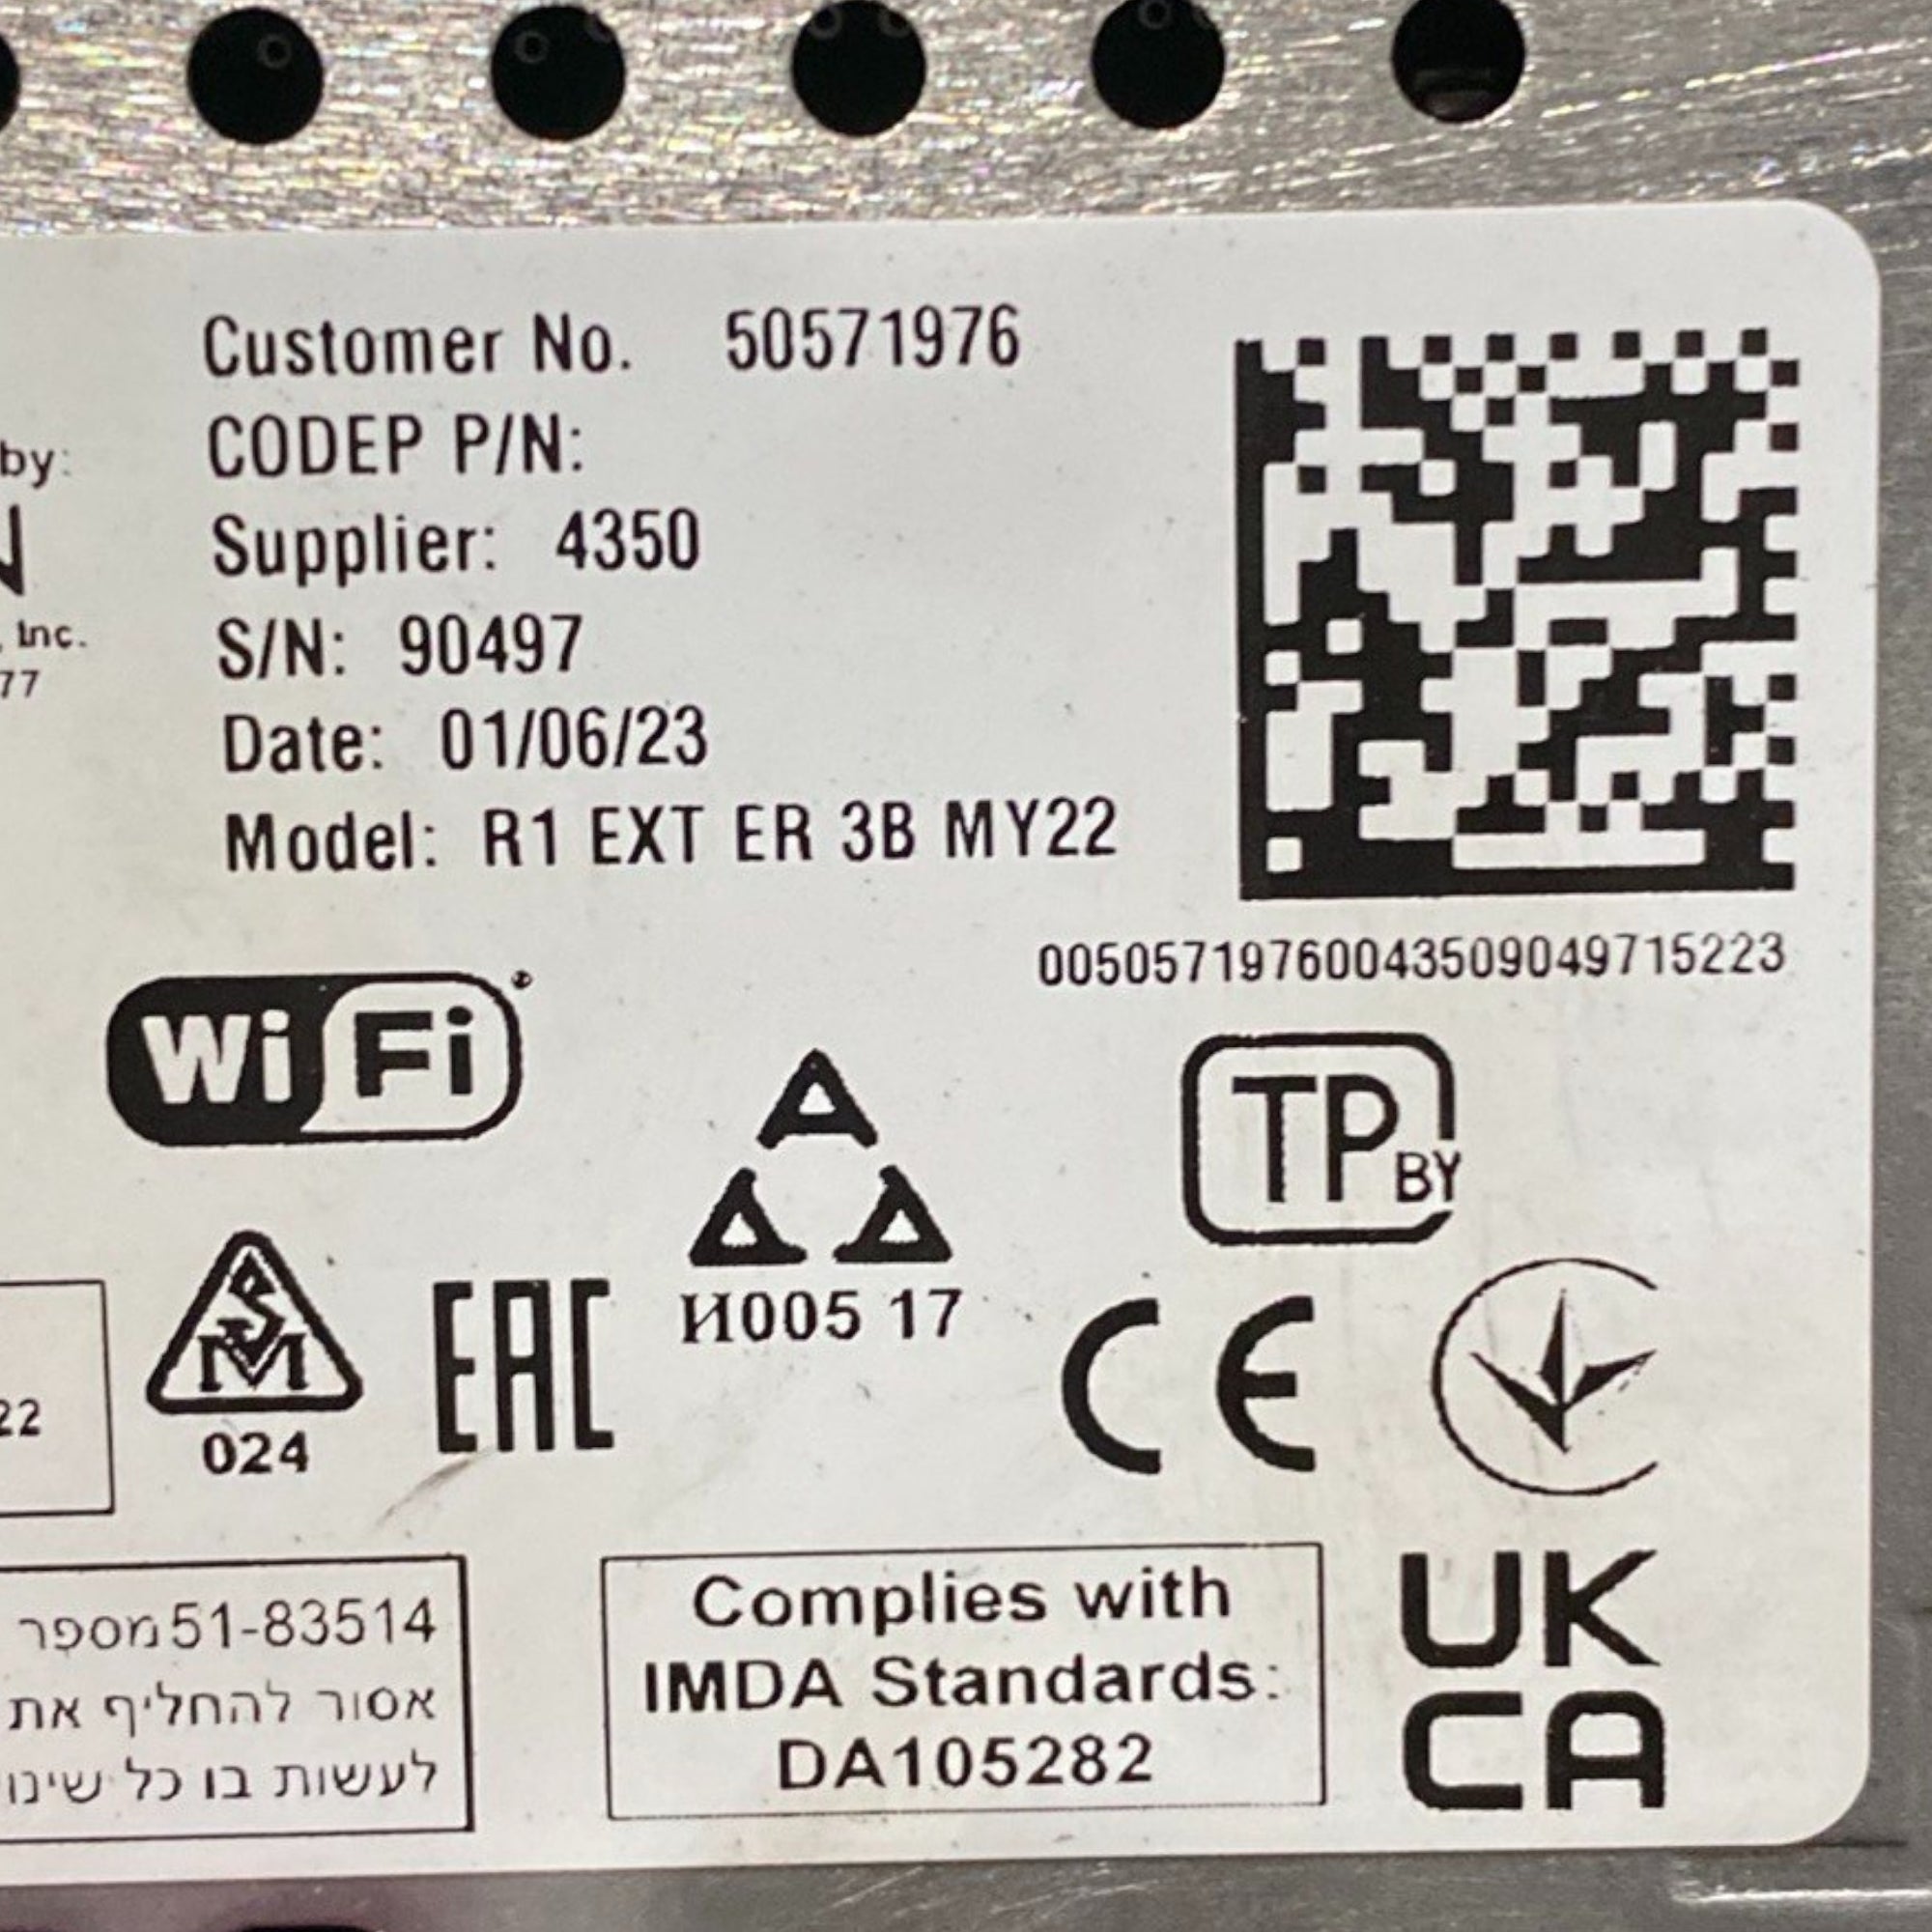 Customer No. 50571976
CODEP P/N:
Supplier: 4350
S/N: 90497
Date: 01/06/23
Model: R1 EXT ER 3B MY22
by:
N
, Inc.
77
00505719760043509049715223
WiFi
TP BY
И005 17
SM
024
EAC
CE
22
51-83514 מספר
אסור להחליף את
לעשות בו כל שינו
Complies with
IMDA Standards:
DA105282
UK
CA